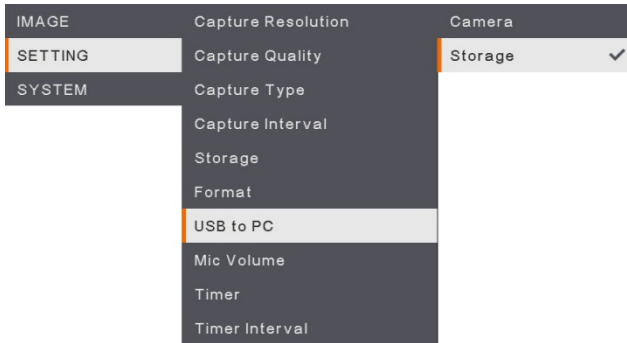 IMAGE
SETTING
SYSTEM
Capture Resolution
Capture Quality
Capture Type
Capture Interval
Storage
Format
USB to PC
Mic Volume
Timer
Timer Interval
Camera
Storage